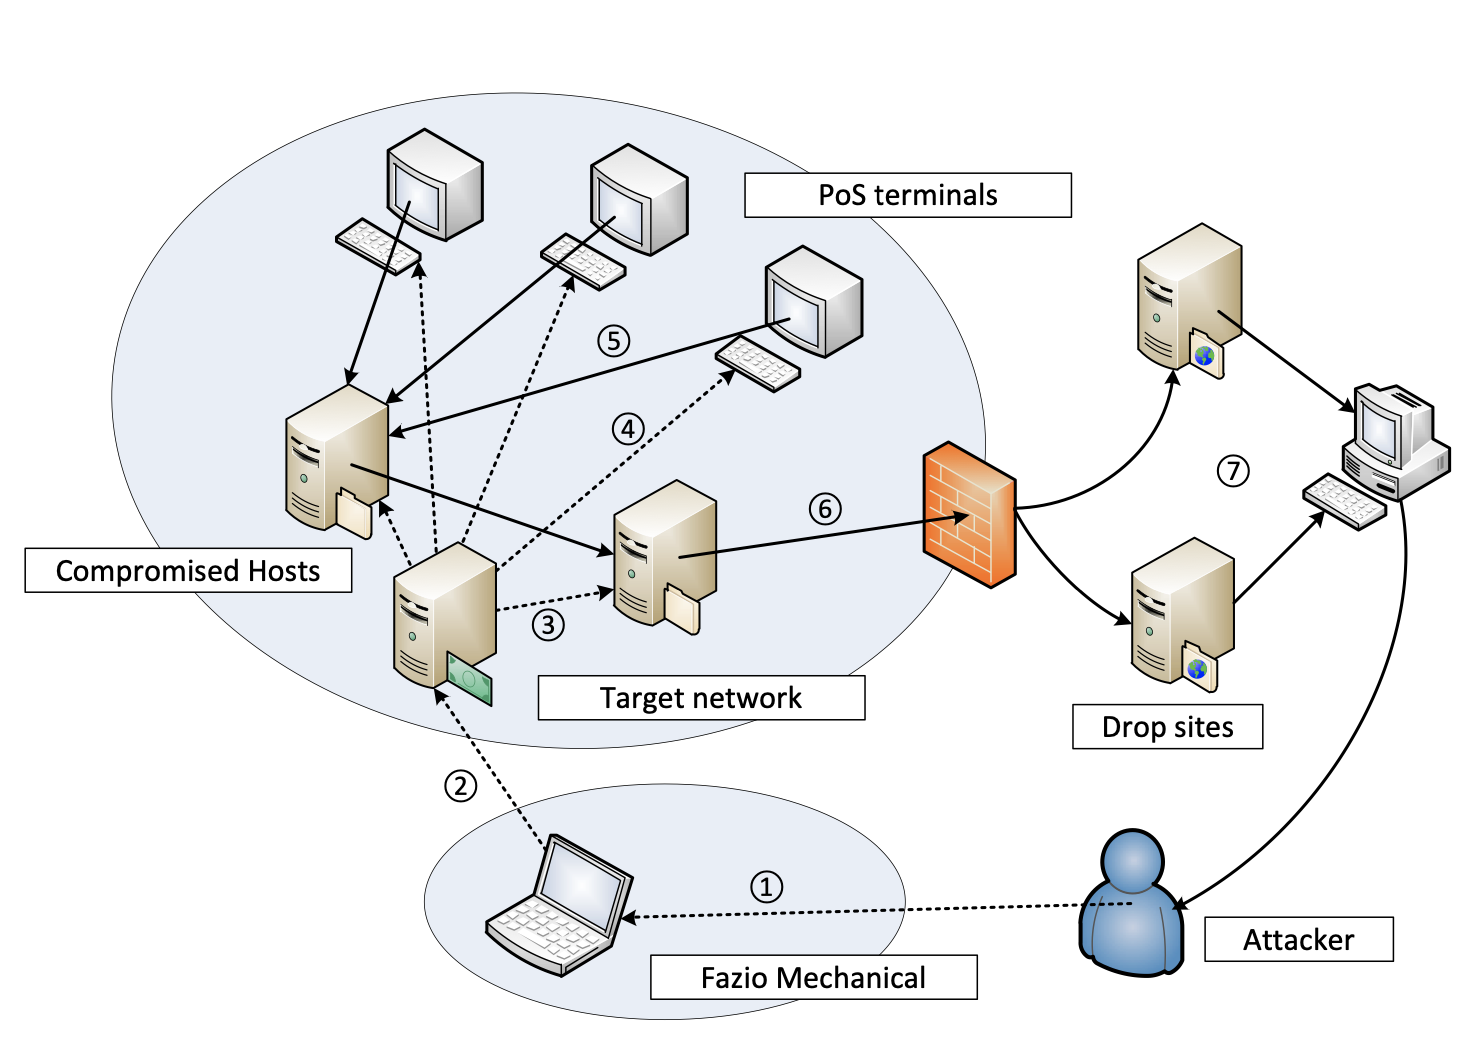 PoS terminals
⑤
④
⑦
⑥
Compromised Hosts
③
Target network
Drop sites
②
①
Attacker
Fazio Mechanical